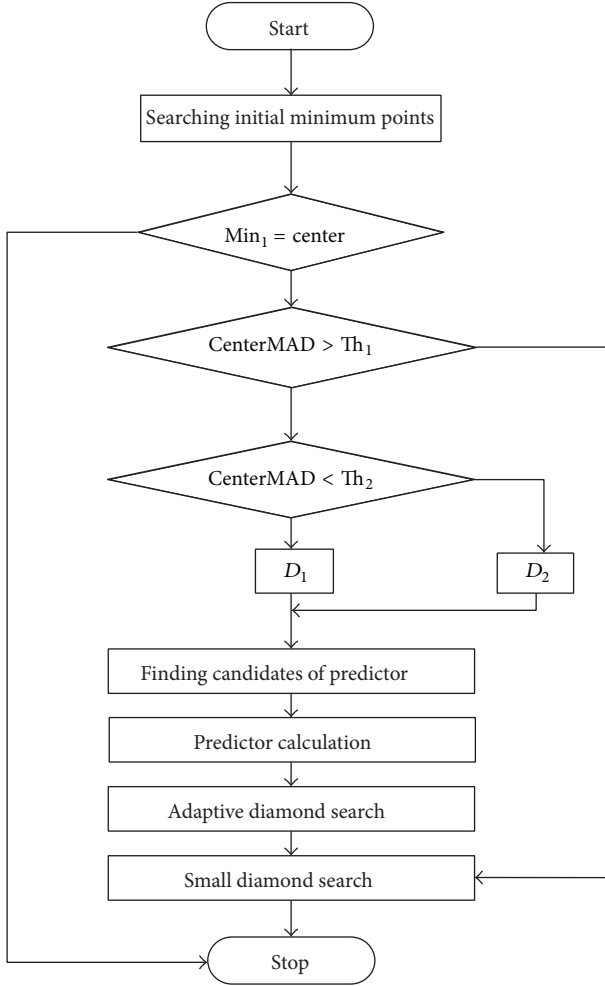 Start
Searching initial minimum points
Min₁ = center
CenterMAD > Th₁
CenterMAD < Th₂
D₁
D₂
Finding candidates of predictor
Predictor calculation
Adaptive diamond search
Small diamond search
Stop